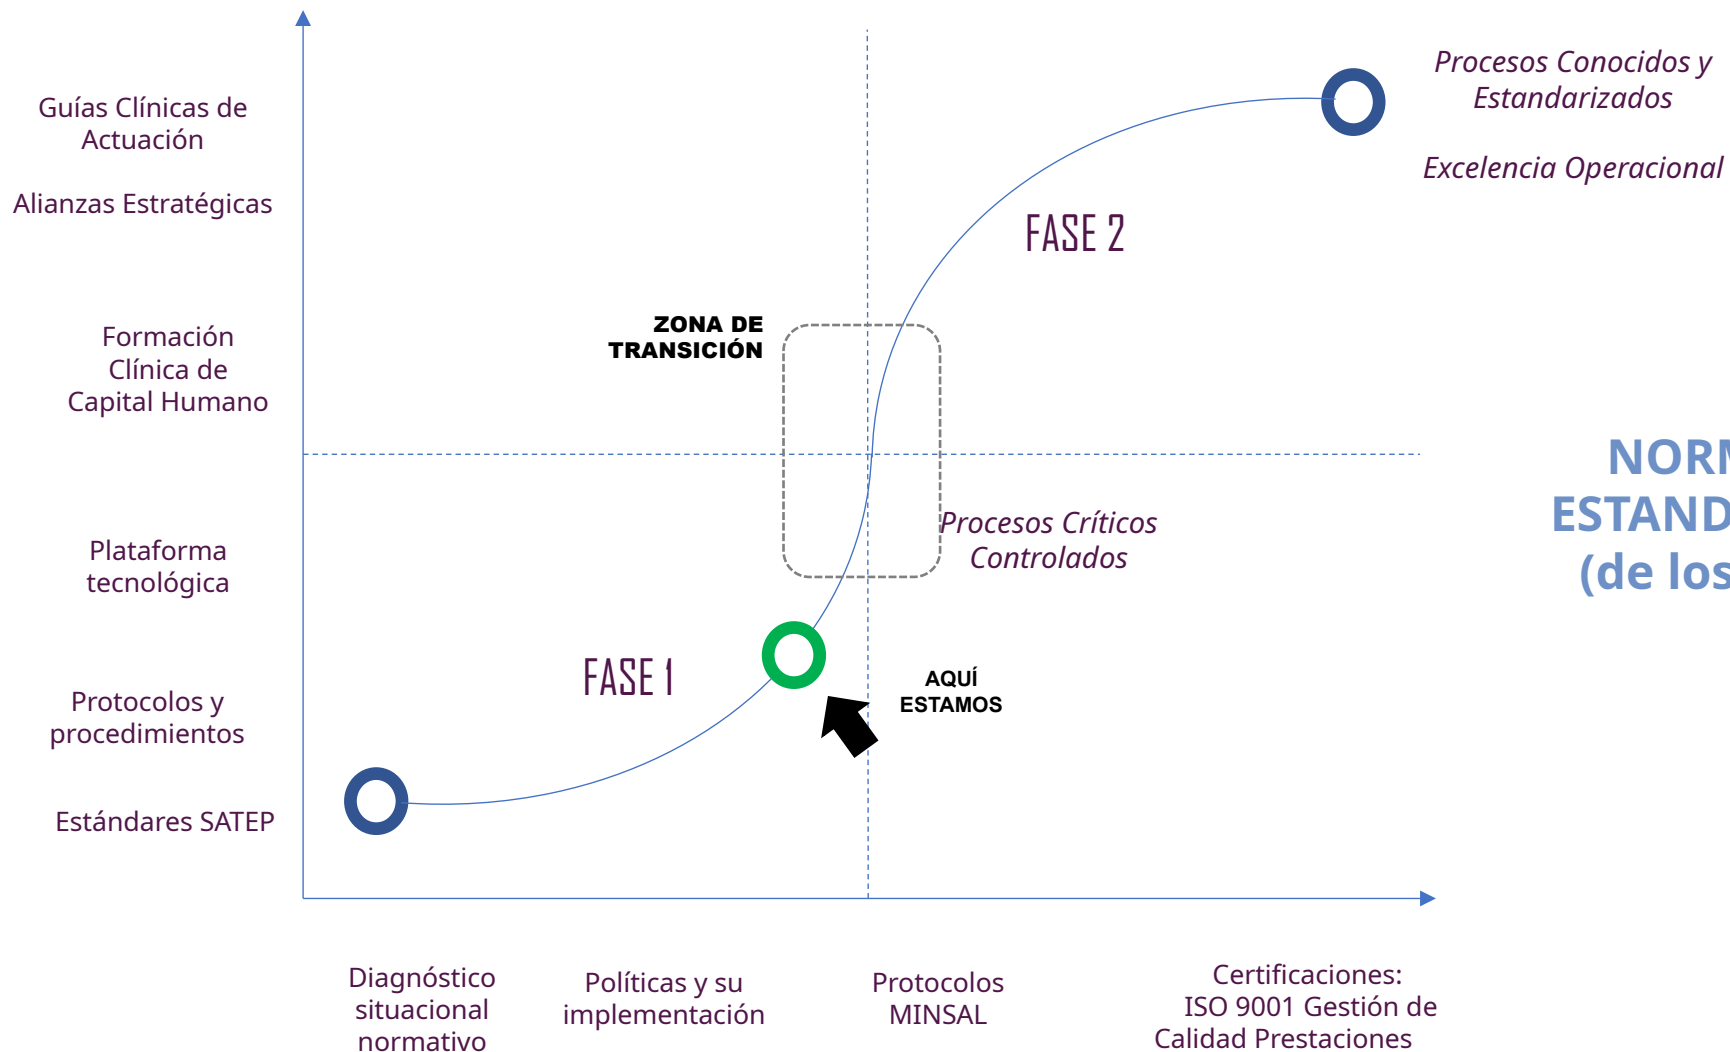 Guías Clínicas de
Actuación
Alianzas Estratégicas
Formación
Clínica de
Capital Humano
Plataforma
tecnológica
Protocolos y
procedimientos
Estándares SATEP
ZONA DE
TRANSICIÓN
FASE 1
FASE 2
AQUÍ
ESTAMOS
Procesos Críticos
Controlados
Procesos Conocidos y
Estandarizados
Excelencia Operacional
(de los
Diagnóstico
situacional
normativo
Políticas y su
implementación
Protocolos
MINSAL
Certificaciones:
ISO 9001 Gestión de
Calidad Prestaciones